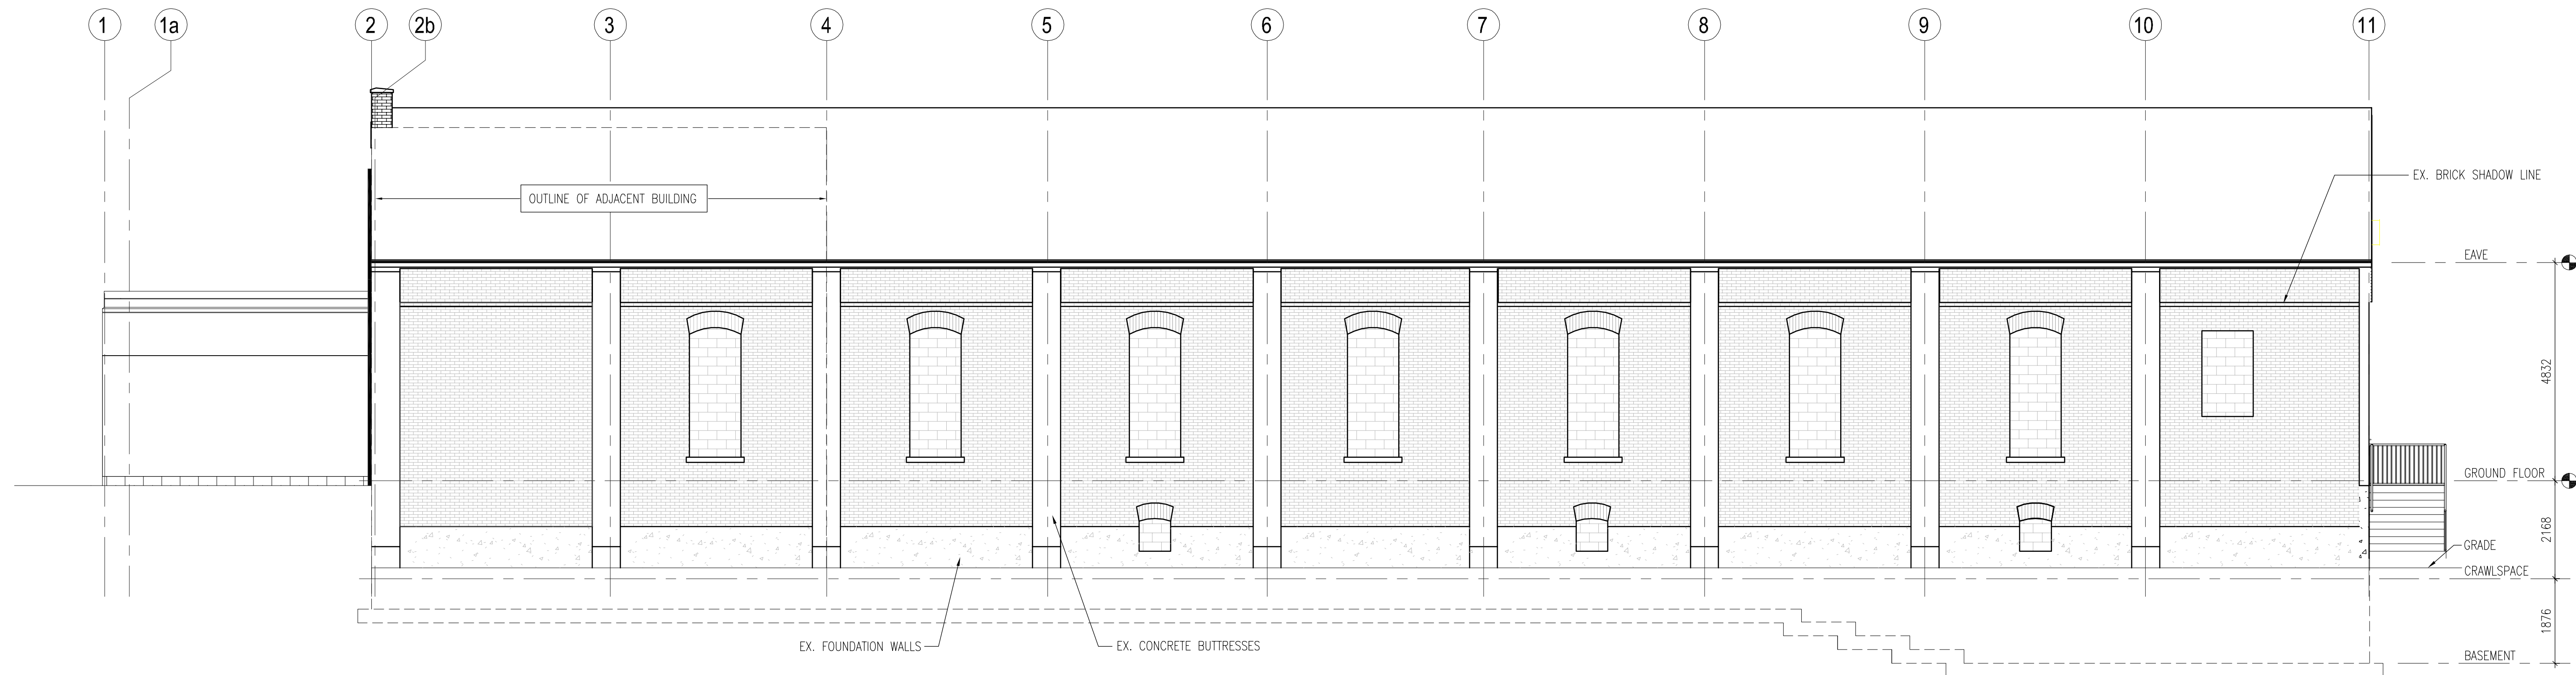 1 1a 2 2b 3 4 5 6 7 8 9 10 11
EX. BRICK SHADOW LINE
OUTLINE OF ADJACENT BUILDING
EAVE
4832
GROUND FLOOR
2168
GRADE
CRAWLSPACE
1876
EX. FOUNDATION WALLS
EX. CONCRETE BUTTRESSES
BASEMENT